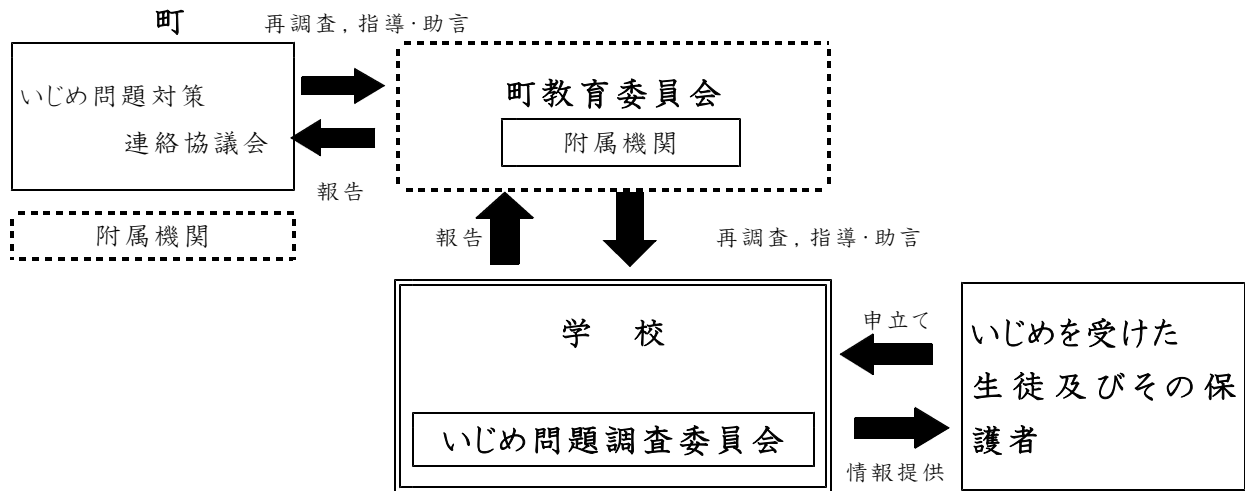 町
再調査，指導・助言
いじめ問題対策
連絡協議会
町教育委員会
附属機関
報告
附属機関
報告
再調査，指導・助言
学 校
いじめ問題調査委員会
申立て
情報提供
いじめを受けた
生徒及びその保
護者